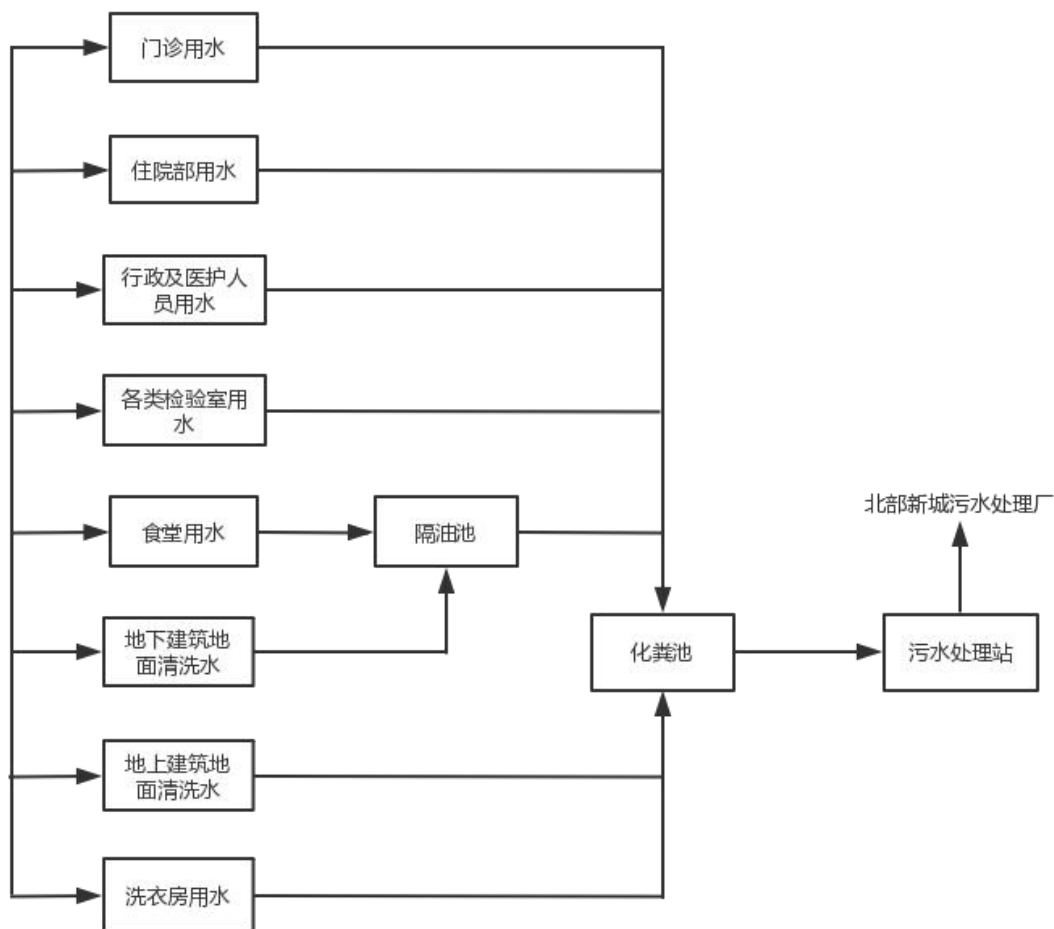 门诊用水
住院部用水
行政及医护人
员用水
各类检验室用
水
北部新城污水处理厂
食堂用水
隔油池
地下建筑地
面清洗水
化粪池
污水处理站
地上建筑地
面清洗水
洗衣房用水